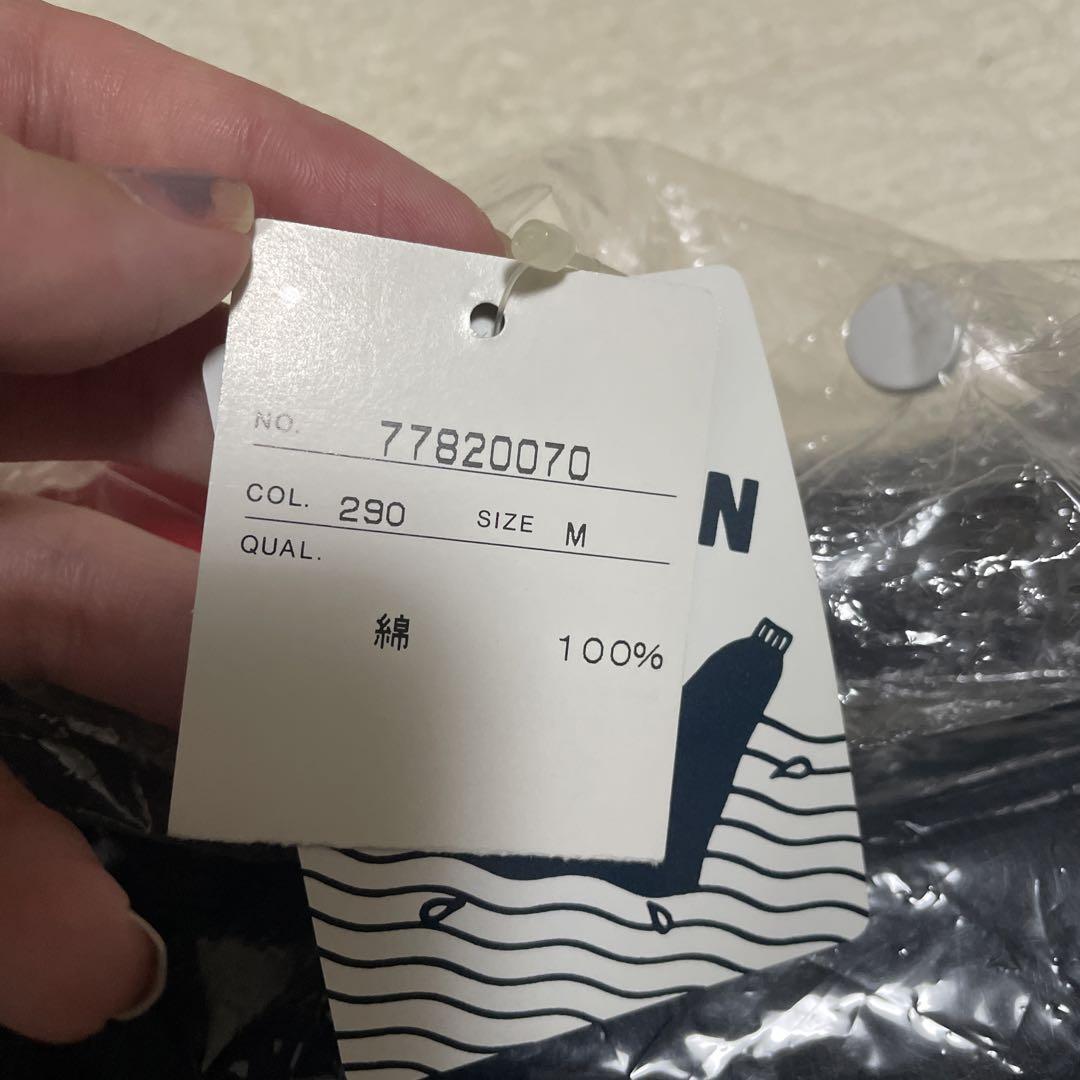 NO. 77820070
COL. 290 SIZE M
QUAL.
綿 100%
N